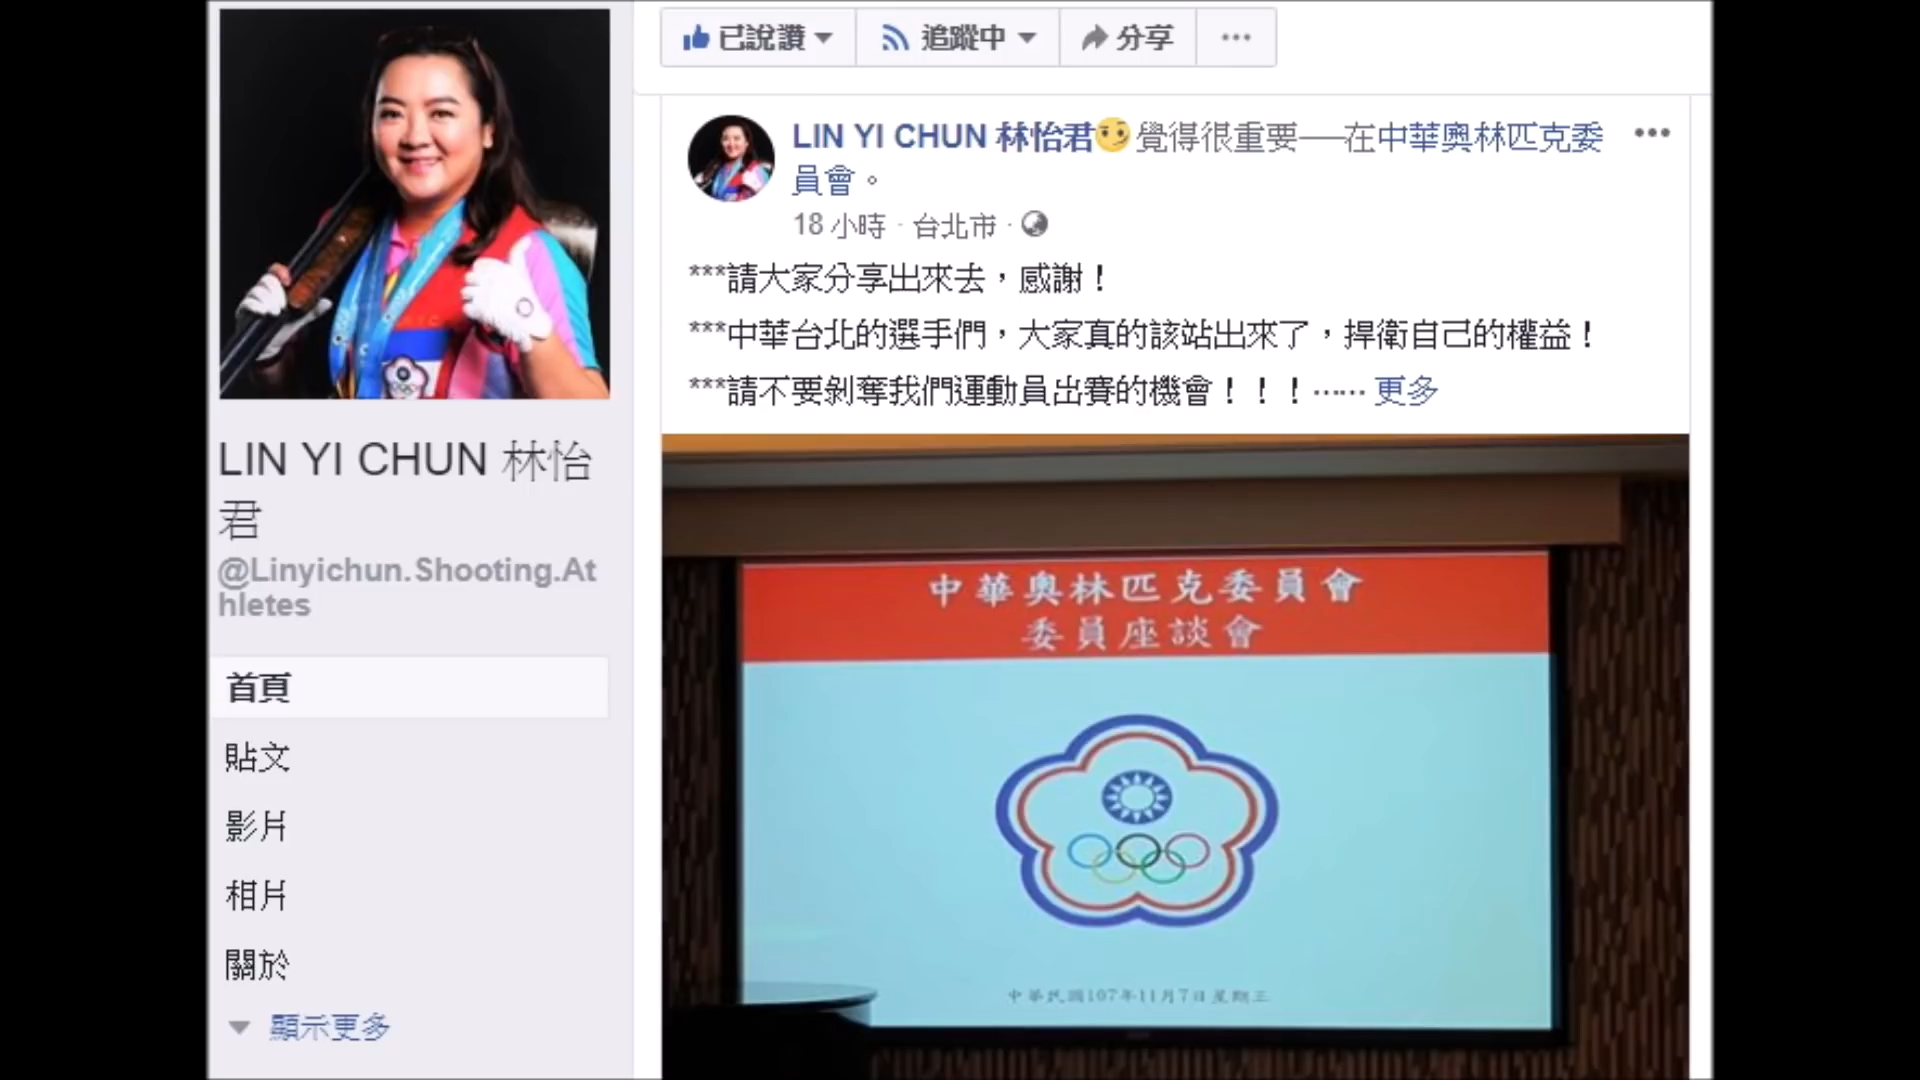 LIN YI CHUN 林怡
君
@Linyichun.Shooting.At
hletes
首頁
貼文
影片
相片
關於
顯示更多
已說讚 追蹤中 分享
LIN YI CHUN 林怡君 覺得很重要——在中華奧林匹克委
員會。
18 小時 · 台北市 ·
***請大家分享出來去，感謝！
***中華台北的選手們，大家真的該站出來了，捍衛自己的權益！
***請不要剝奪我們運動員出賽的機會！！！…… 更多
中華奧林匹克委員會
委員座談會
中華民國107年11月7日星期三